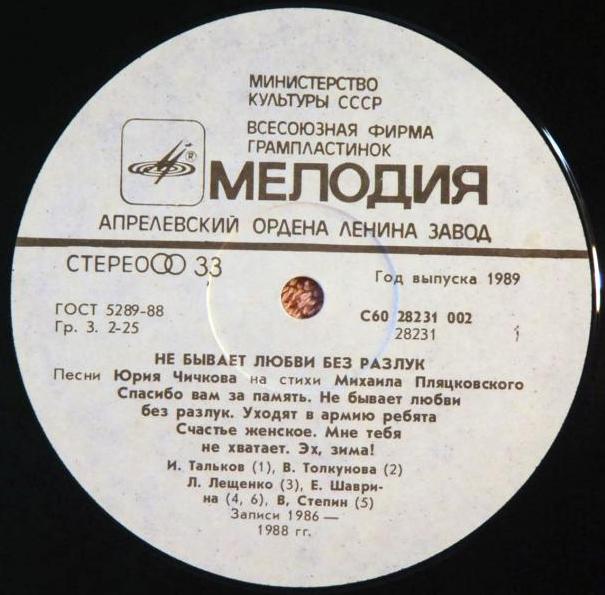 МИНИСТЕРСТВО
КУЛЬТУРЫ СССР
ВСЕСОЮЗНАЯ ФИРМА
ГРАМПЛАСТИНОК
®
МЕЛОДИЯ
АПРЕЛЕВСКИЙ ОРДЕНА ЛЕНИНА ЗАВОД
СТЕРЕО 33
Год выпуска 1989
ГОСТ 5289-88
Гр. 3. 2-25
С60 28231 002
28231 1
НЕ БЫВАЕТ ЛЮБВИ БЕЗ РАЗЛУК
Песни Юрия Чичкова на стихи Михаила Пляцковского
Спасибо вам за память. Не бывает любви
без разлук. Уходят в армию ребята
Счастье женское. Мне тебя
не хватает. Эх, зима!
И. Тальков (1), В. Толкунова (2)
Л. Лещенко (3), Е. Шаври-
на (4, 6), В, Степин (5)
Записи 1986 —
1988 гг.